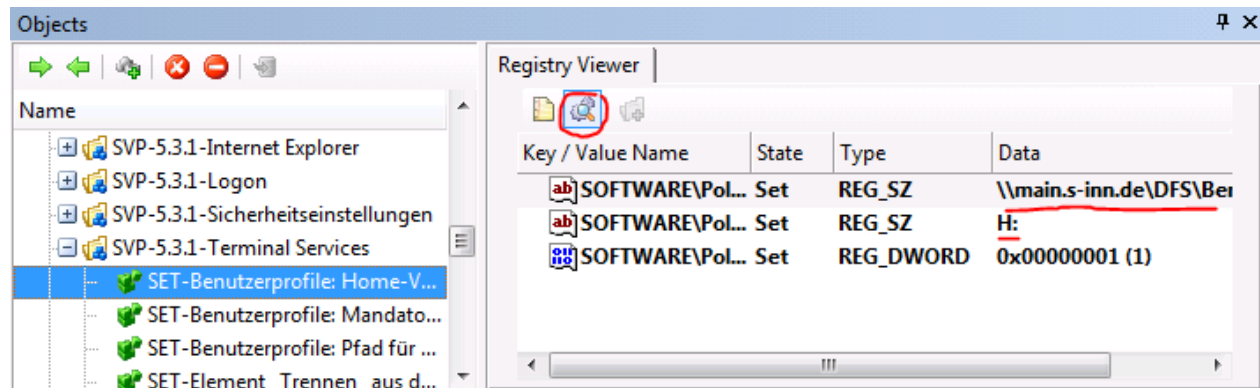 Objects
Name
SVP-5.3.1-Internet Explorer
SVP-5.3.1-Logon
SVP-5.3.1-Sicherheitseinstellungen
SVP-5.3.1-Terminal Services
SET-Benutzerprofile: Home-V...
SET-Benutzerprofile: Mandato...
SET-Benutzerprofile: Pfad für ...
SET-Element_Trennen_aus d...
Registry Viewer
Key / Value Name State Type Data
SOFTWARE\Pol... Set REG_SZ \\main.s-inn.de\DFS\Ber
SOFTWARE\Pol... Set REG_SZ H:
SOFTWARE\Pol... Set REG_DWORD 0x00000001 (1)